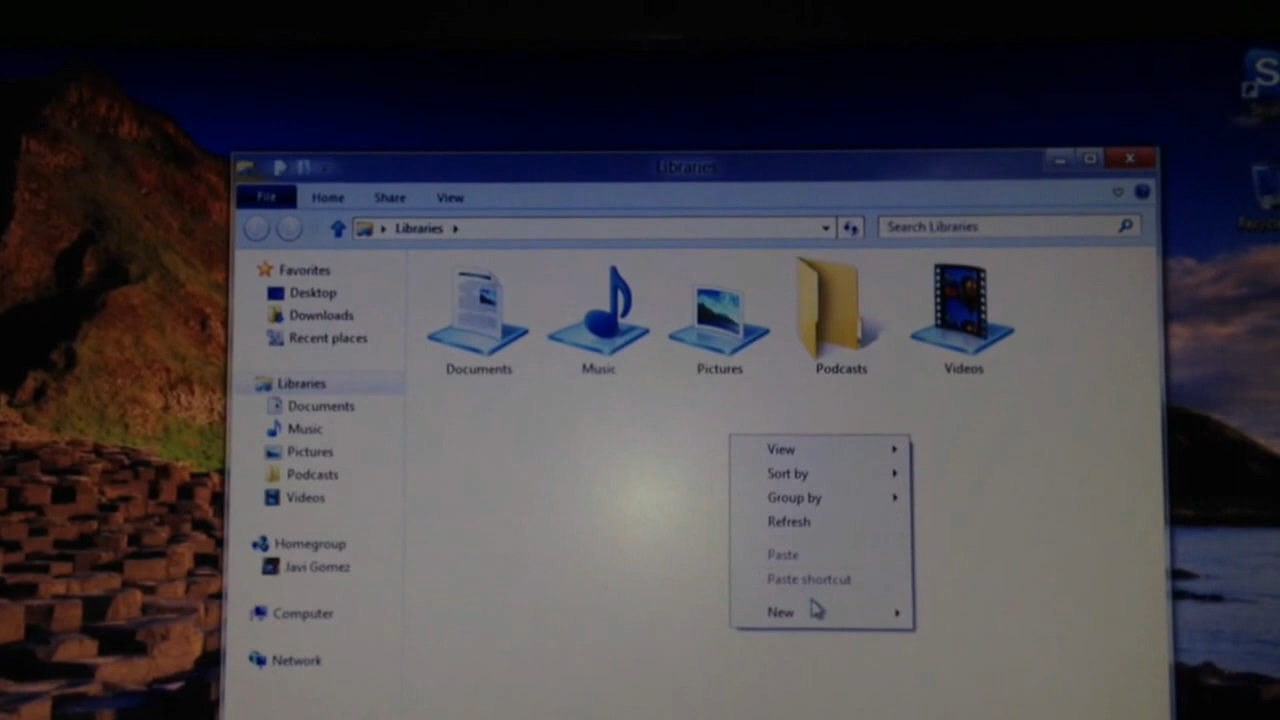 Libraries
File Home Share View
Libraries
Search Libraries
Favorites
Desktop
Downloads
Recent places
Libraries
Documents
Music
Pictures
Podcasts
Videos
Homegroup
Javi Gomez
Computer
Network
Documents Music Pictures Podcasts Videos
View
Sort by
Group by
Refresh
Paste
Paste shortcut
New